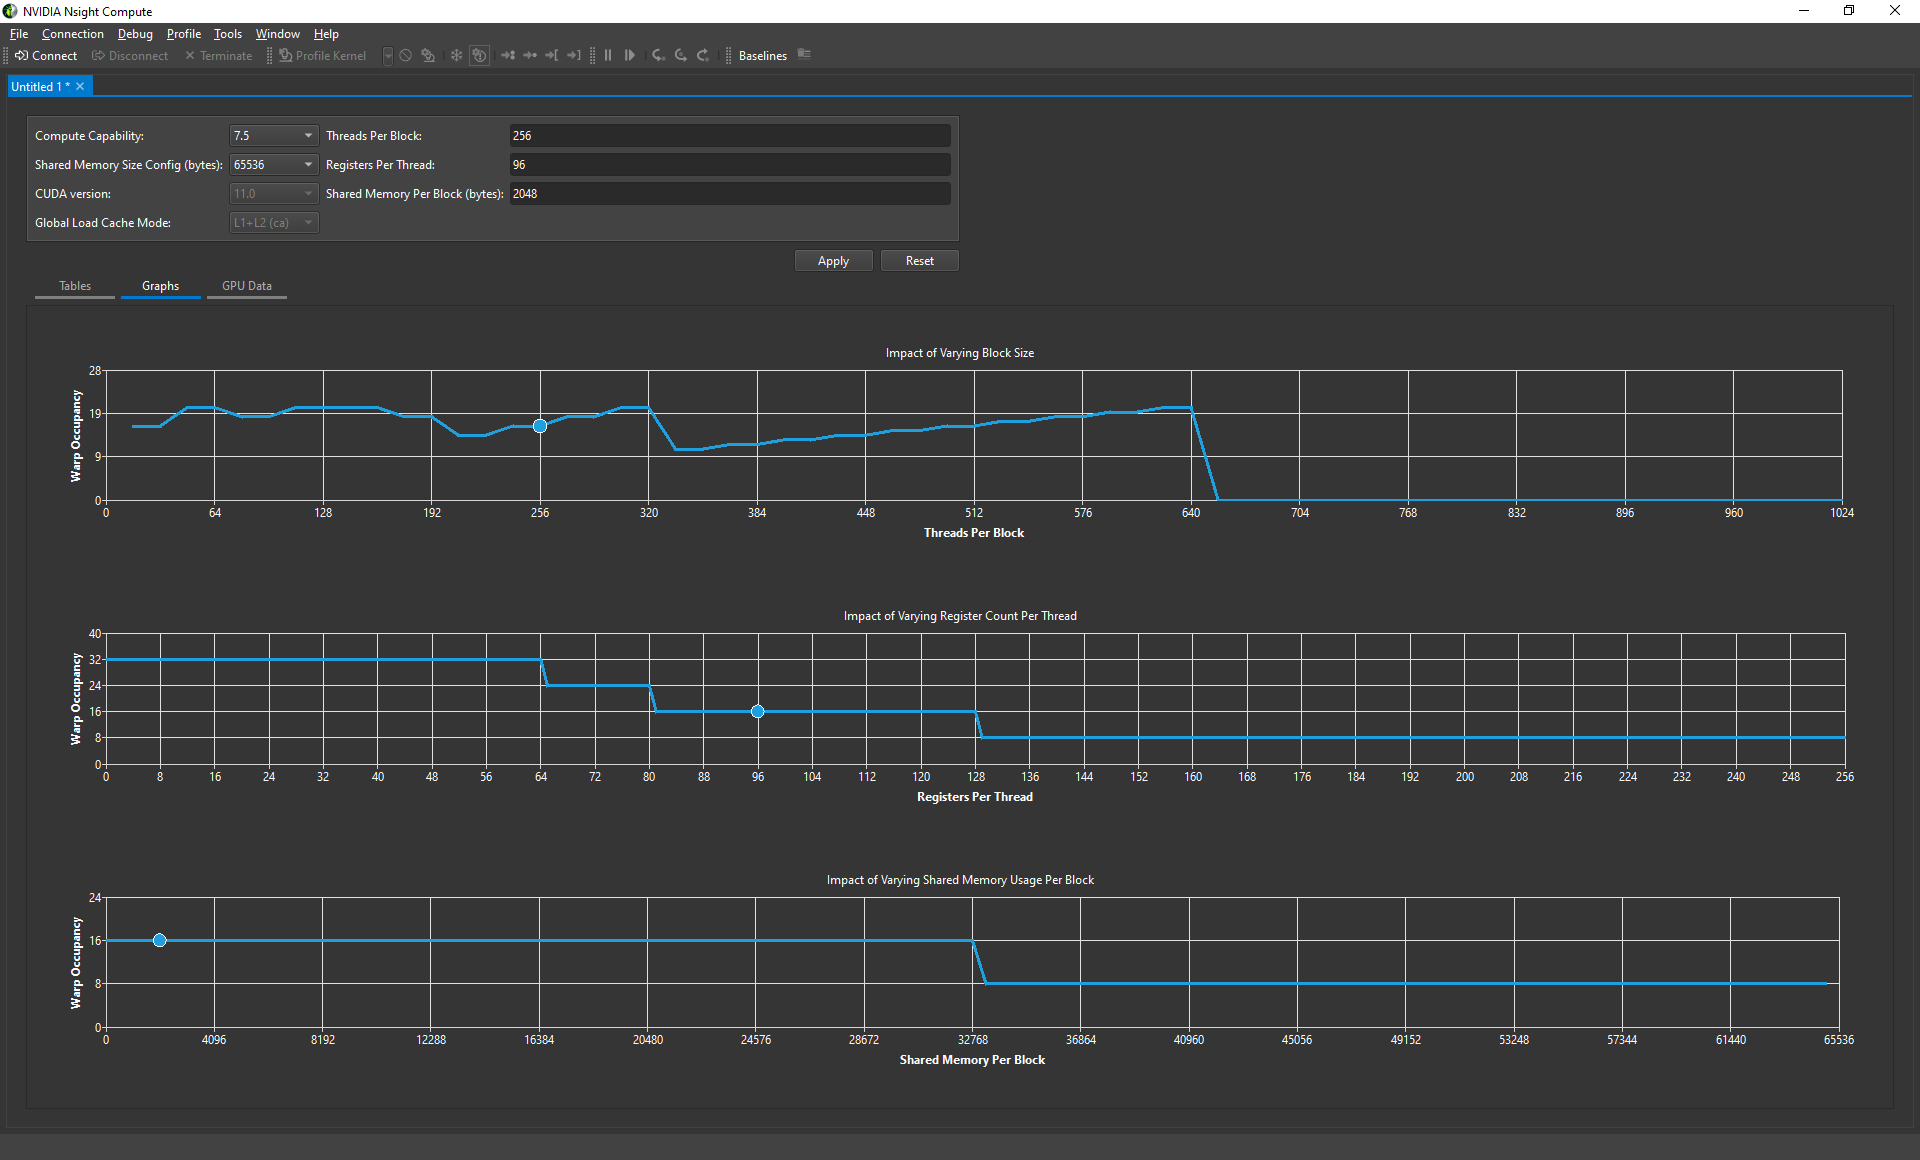 NVIDIA Nsight Compute
File Connection Debug Profile Tools Window Help
Connect Disconnect Terminate Profile Kernel Baselines
Untitled 1 *
Compute Capability: 7.5 Threads Per Block: 256
Shared Memory Size Config (bytes): 65536 Registers Per Thread: 96
CUDA version: 11.0 Shared Memory Per Block (bytes): 2048
Global Load Cache Mode: L1+L2 (ca)
Apply Reset
Tables Graphs GPU Data
Impact of Varying Block Size
Warp Occupancy
28
19
9
0
0 64 128 192 256 320 384 448 512 576 640 704 768 832 896 960 1024
Threads Per Block
Impact of Varying Register Count Per Thread
Warp Occupancy
40
32
24
16
8
0
0 8 16 24 32 40 48 56 64 72 80 88 96 104 112 120 128 136 144 152 160 168 176 184 192 200 208 216 224 232 240 248 256
Registers Per Thread
Impact of Varying Shared Memory Usage Per Block
Warp Occupancy
24
16
8
0
0 4096 8192 12288 16384 20480 24576 28672 32768 36864 40960 45056 49152 53248 57344 61440 65536
Shared Memory Per Block